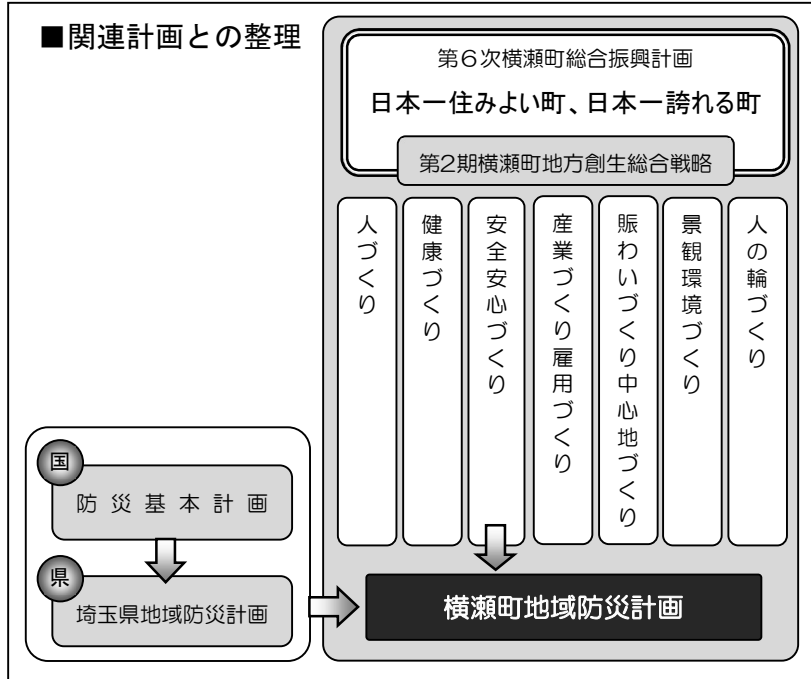 ■関連計画との整理
第6次横瀬町総合振興計画
日本一住みよい町、日本一誇れる町
第2期横瀬町地方創生総合戦略
人づくり
健康づくり
安全安心づくり
産業づくり雇用づくり
賑わいづくり中心地づくり
景観環境づくり
人の輪づくり
国
防災基本計画
県
埼玉県地域防災計画
横瀬町地域防災計画